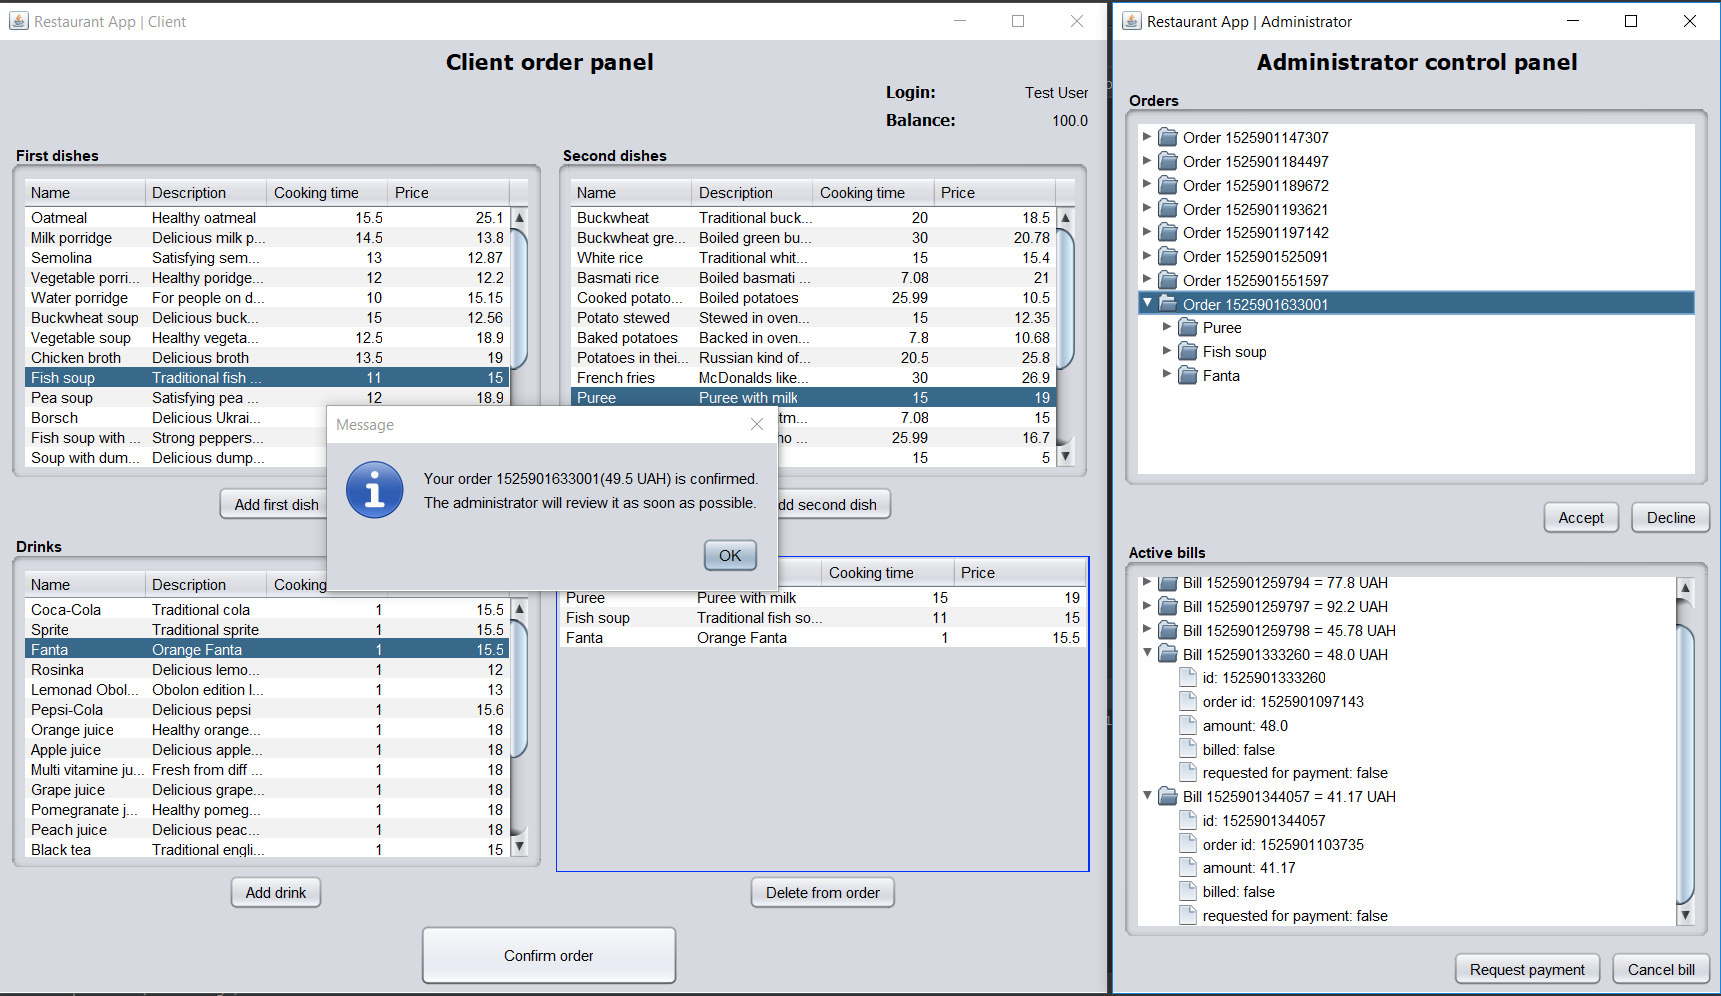 Restaurant App | Client
Client order panel
Login: Test User
Balance: 100.0
First dishes
Name Description Cooking time Price
Oatmeal Healthy oatmeal 15.5 25.1
Milk porridge Delicious milk p... 14.5 13.8
Semolina Satisfying sem... 13 12.87
Vegetable porri... Healthy poridge... 12 12.2
Water porridge For people on d... 10 15.15
Buckwheat soup Delicious buck... 15 12.56
Vegetable soup Healthy vegeta... 12.5 18.9
Chicken broth Delicious broth 13.5 19
Fish soup Traditional fish ... 11 15
Pea soup Satisfying pea ... 12 18.9
Borsch Delicious Ukrai...
Fish soup with ... Strong peppers...
Soup with dum... Delicious dump...
Add first dish
Second dishes
Name Description Cooking time Price
Buckwheat Traditional buck... 20 18.5
Buckwheat gre... Boiled green bu... 30 20.78
White rice Traditional whit... 15 15.4
Basmati rice Boiled basmati ... 7.08 21
Cooked potato... Boiled potatoes 25.99 10.5
Potato stewed Stewed in oven... 15 12.35
Baked potatoes Backed in oven... 7.8 10.68
Potatoes in thei... Russian kind of... 20.5 25.8
French fries McDonalds like... 30 26.9
Puree Puree with milk 15 19
tm... 7.08 15
no ... 25.99 16.7
15 5
dd second dish
Message
Your order 1525901633001(49.5 UAH) is confirmed.
The administrator will review it as soon as possible.
OK
Drinks
Name Description Cooking
Coca-Cola Traditional cola 1 15.5
Sprite Traditional sprite 1 15.5
Fanta Orange Fanta 1 15.5
Rosinka Delicious lemo... 1 12
Lemonad Obol... Obolon edition l... 1 13
Pepsi-Cola Delicious pepsi 1 15.6
Orange juice Healthy orange... 1 18
Apple juice Delicious apple... 1 18
Multi vitamine ju... Fresh from diff ... 1 18
Grape juice Delicious grape... 1 18
Pomegranate j... Healthy pomeg... 1 18
Peach juice Delicious peac... 1 18
Black tea Traditional engli... 1 15
Add drink
Cooking time Price
Puree Puree with milk 15 19
Fish soup Traditional fish so... 11 15
Fanta Orange Fanta 1 15.5
Delete from order
Confirm order
Restaurant App | Administrator
Administrator control panel
Orders
Order 1525901147307
Order 1525901184497
Order 1525901189672
Order 1525901193621
Order 1525901197142
Order 1525901525091
Order 1525901551597
Order 1525901633001
Puree
Fish soup
Fanta
Accept Decline
Active bills
Bill 1525901259794 = 77.8 UAH
Bill 1525901259797 = 92.2 UAH
Bill 1525901259798 = 45.78 UAH
Bill 1525901333260 = 48.0 UAH
id: 1525901333260
order id: 1525901097143
amount: 48.0
billed: false
requested for payment: false
Bill 1525901344057 = 41.17 UAH
id: 1525901344057
order id: 1525901103735
amount: 41.17
billed: false
requested for payment: false
Request payment Cancel bill